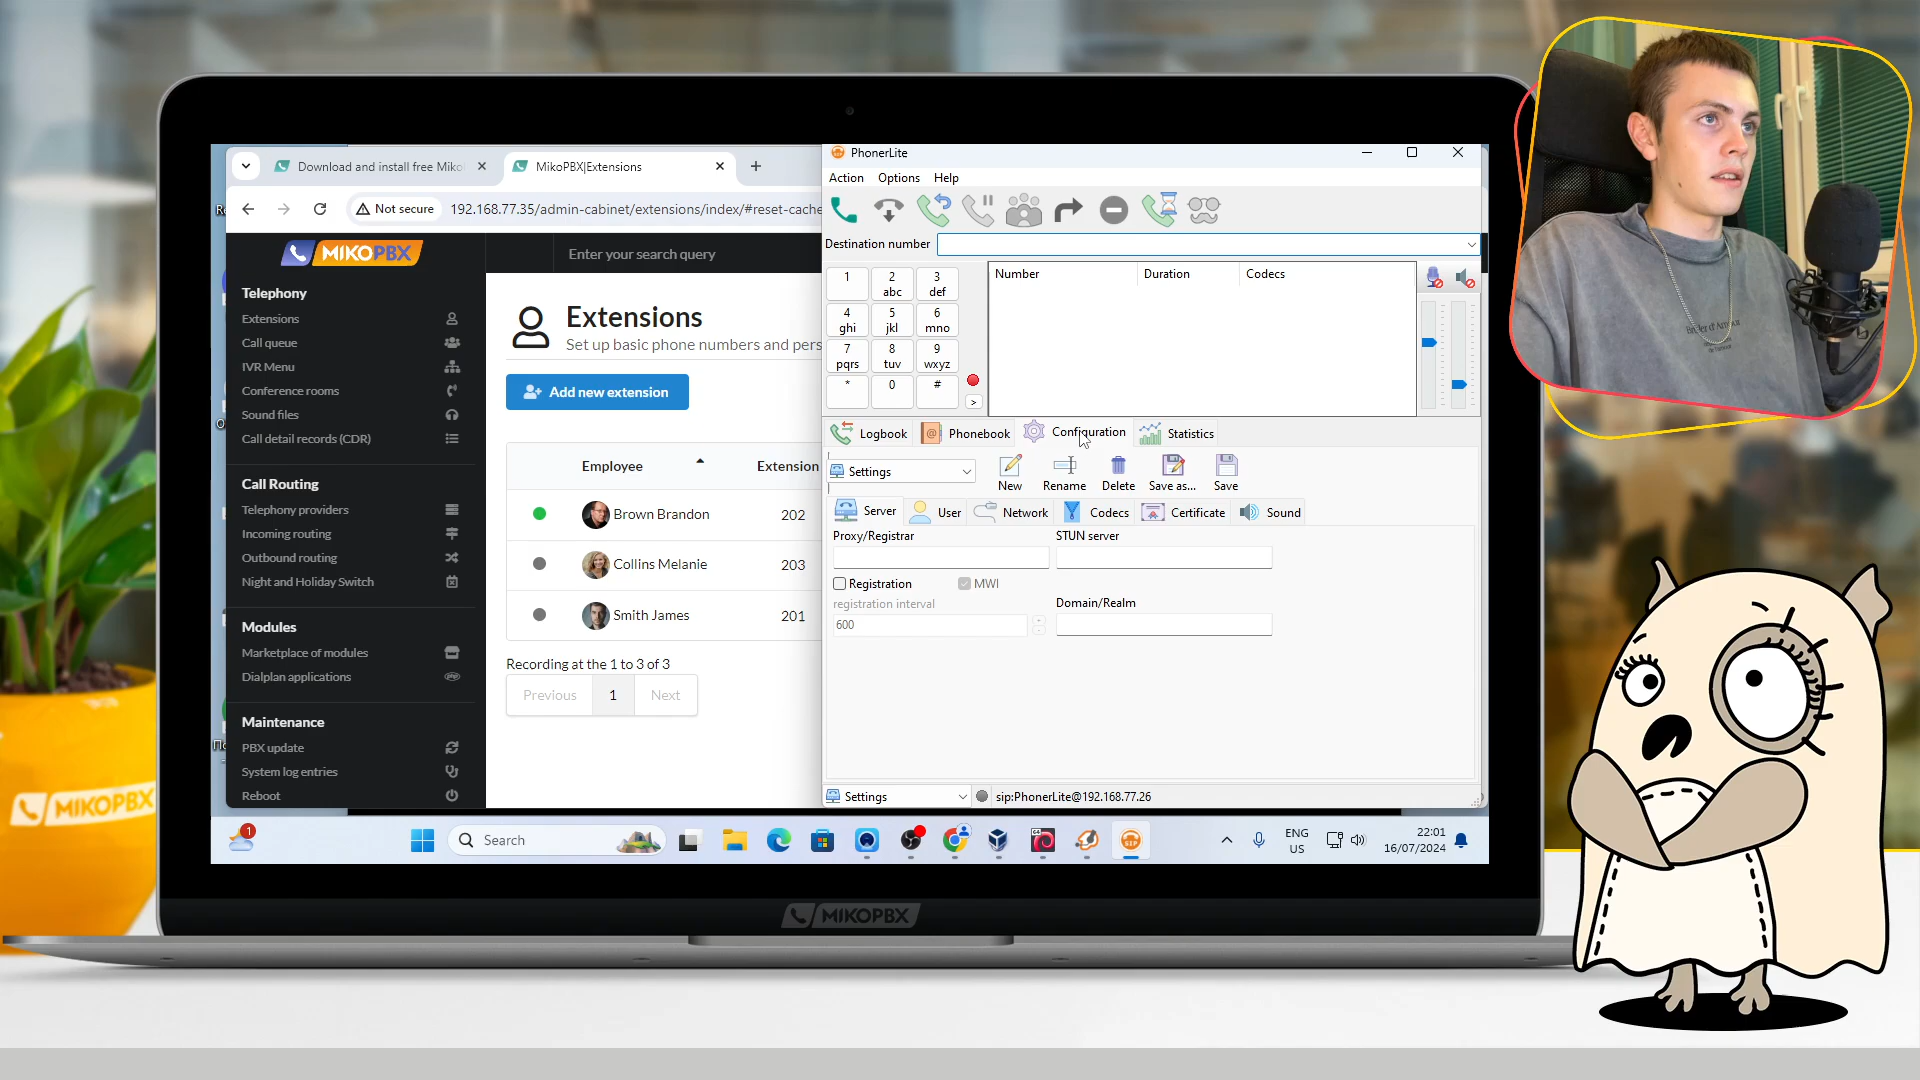 Download and install free Miko
MikoPBX|Extensions
Not secure
192.168.77.35/admin-cabinet/extensions/index/#reset-cache
MIKOPBX
Enter your search query
Telephony
Extensions
Call queue
IVR Menu
Conference rooms
Sound files
Call detail records (CDR)
Call Routing
Telephony providers
Incoming routing
Outbound routing
Night and Holiday Switch
Modules
Marketplace of modules
Dialplan applications
Maintenance
PBX update
System log entries
Reboot
Extensions
Set up basic phone numbers and pers
Add new extension
Employee Extension
Brown Brandon 202
Collins Melanie 203
Smith James 201
Recording at the 1 to 3 of 3
Previous 1 Next
PhonerLite
Action Options Help
Destination number
1 2 abc 3 def
4 ghi 5 jkl 6 mno
7 pqrs 8 tuv 9 wxyz
* 0 #
>
Number Duration Codecs
Logbook Phonebook Configuration Statistics
Settings New Rename Delete Save as... Save
Server User Network Codecs Certificate Sound
Proxy/Registrar STUN server
Registration MWI
registration interval Domain/Realm
600
Settings sip:PhonerLite@192.168.77.26
1
Search
SIP
ENG
US
22:01
16/07/2024
MIKOPBX
MIKOPBX